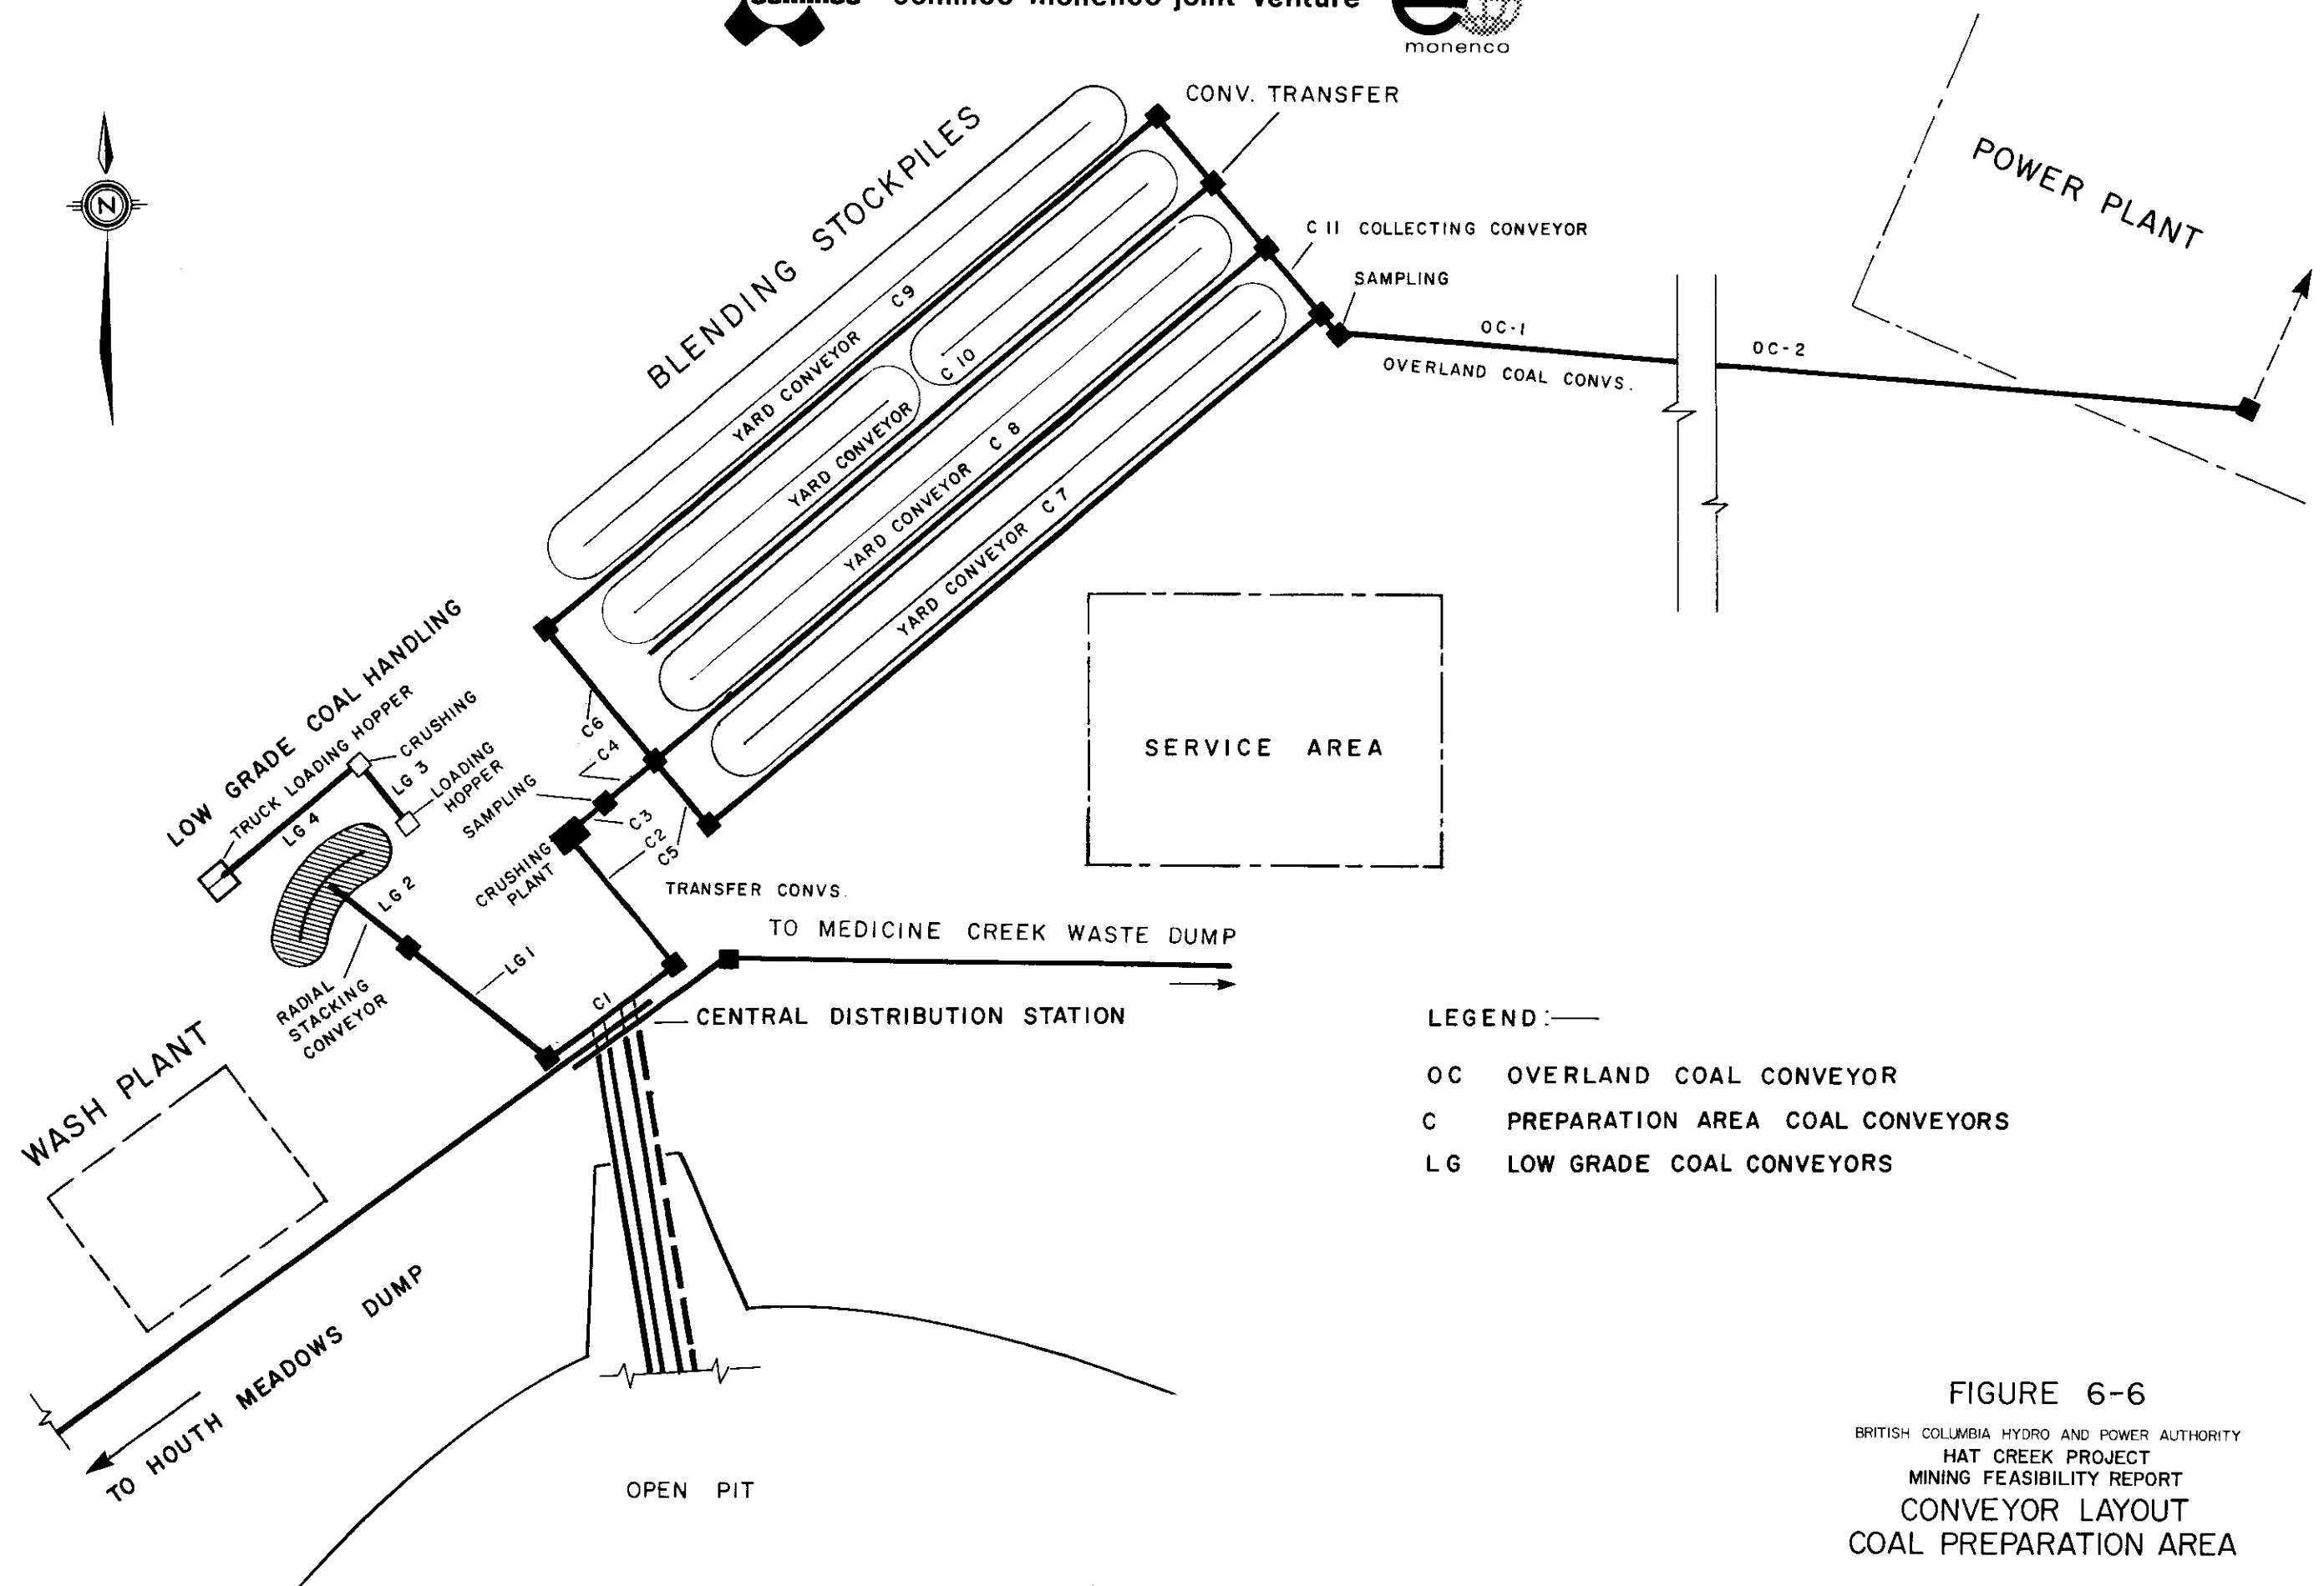 cominco-monenco joint venture
monenco
N
CONV. TRANSFER
BLENDING STOCKPILES
POWER PLANT
C 11 COLLECTING CONVEYOR
SAMPLING
OC-1
OVERLAND COAL CONVS.
OC-2
YARD CONVEYOR C9
C 10
YARD CONVEYOR
YARD CONVEYOR C 8
YARD CONVEYOR C 7
LOW GRADE COAL HANDLING
TRUCK LOADING HOPPER
CRUSHING
LG 3
LOADING
HOPPER
LG 4
C6
C4
SAMPLING
C3
C2
C5
CRUSHING
PLANT
LG 2
TRANSFER CONVS.
SERVICE AREA
TO MEDICINE CREEK WASTE DUMP
LG1
RADIAL
STACKING
CONVEYOR
C1
CENTRAL DISTRIBUTION STATION
WASH PLANT
LEGEND:
OC OVERLAND COAL CONVEYOR
C PREPARATION AREA COAL CONVEYORS
LG LOW GRADE COAL CONVEYORS
TO HOUTH MEADOWS DUMP
OPEN PIT
FIGURE 6-6
BRITISH COLUMBIA HYDRO AND POWER AUTHORITY
HAT CREEK PROJECT
MINING FEASIBILITY REPORT
CONVEYOR LAYOUT
COAL PREPARATION AREA